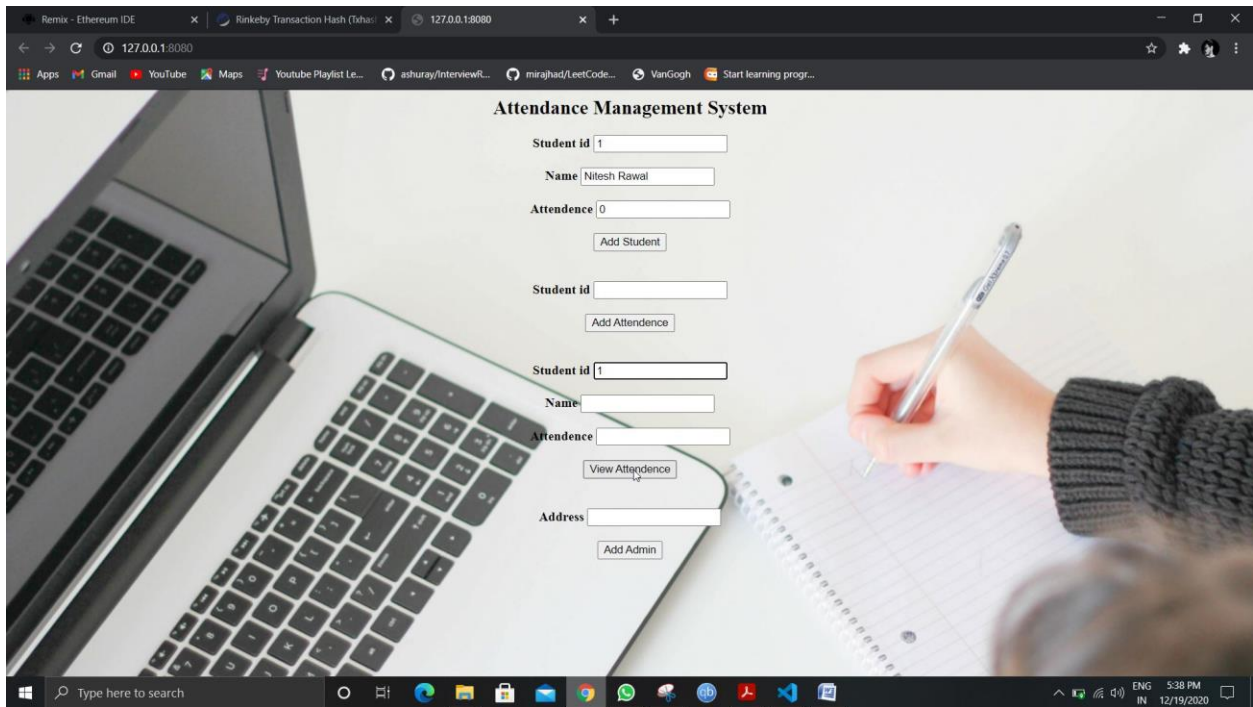 Remix - Ethereum IDE
Rinkeby Transaction Hash (Txhas
127.0.0.1:8080
127.0.0.1:8080
Apps Gmail YouTube Maps Youtube Playlist Le... ashuray/InterviewR... mirajhad/LeetCode... VanGogh Start learning progr...
Attendance Management System
Student id 1
Name Nitesh Rawal
Attendence 0
Add Student
Student id
Add Attendence
Student id 1
Name
Attendence
View Attendence
Address
Add Admin
Type here to search
ENG 5:38 PM
IN 12/19/2020